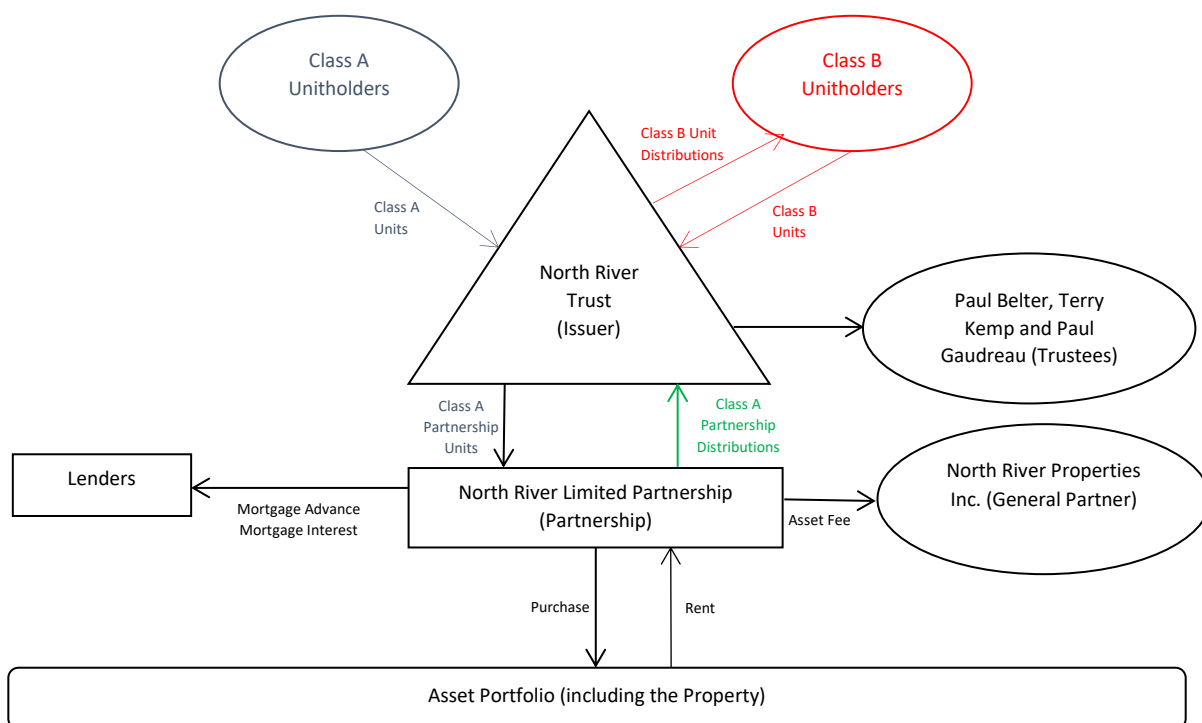 Class A
Unitholders
Class B
Unitholders
Class B Unit
Distributions
Class A
Units
Class B
Units
North River
Trust
(Issuer)
Paul Belter, Terry
Kemp and Paul
Gaudreau (Trustees)
Class A
Partnership
Units
Class A
Partnership
Distributions
Lenders
Mortgage Advance
Mortgage Interest
North River Limited Partnership
(Partnership)
Asset Fee
North River Properties
Inc. (General Partner)
Purchase
Rent
Asset Portfolio (including the Property)